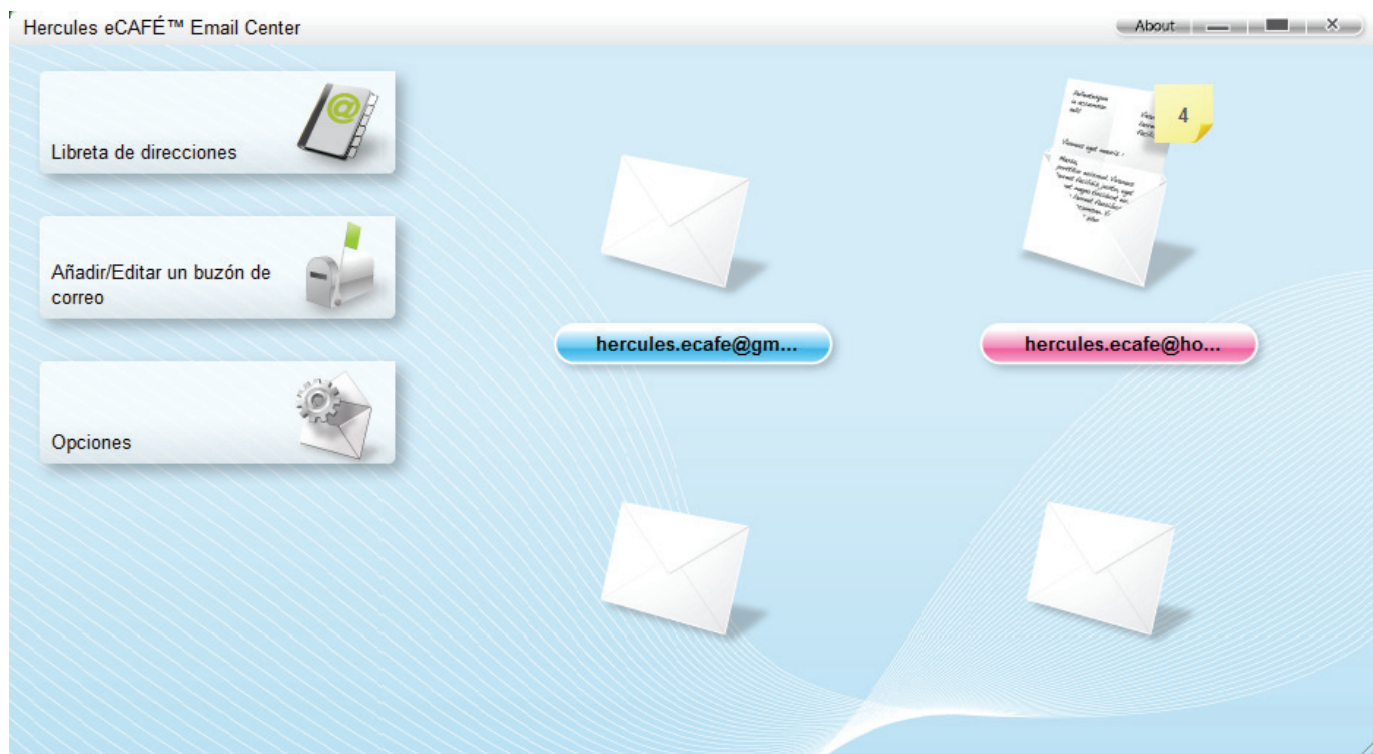 Hercules eCAFÉ™ Email Center
About
Libreta de direcciones
Añadir/Editar un buzón de
correo
Opciones
4
hercules.ecafe@gm...
hercules.ecafe@ho...